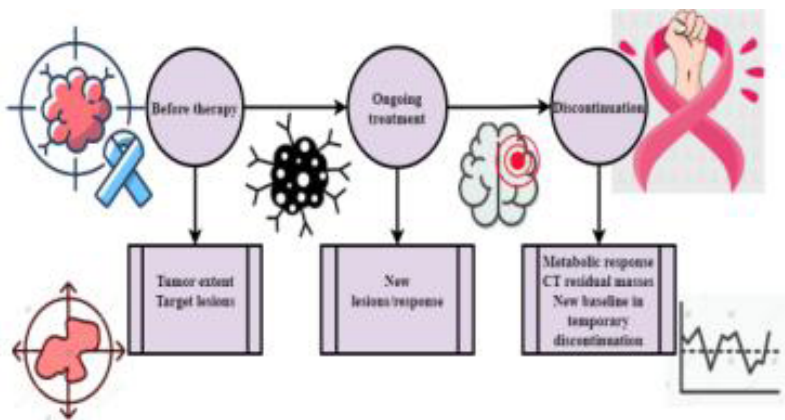 Before therapy
Ongoing
treatment
Discontinuation
Tumor extent
Target lesions
New
lesions/response
Metabolic response
CT residual masses
New baseline in
temporary
discontinuation